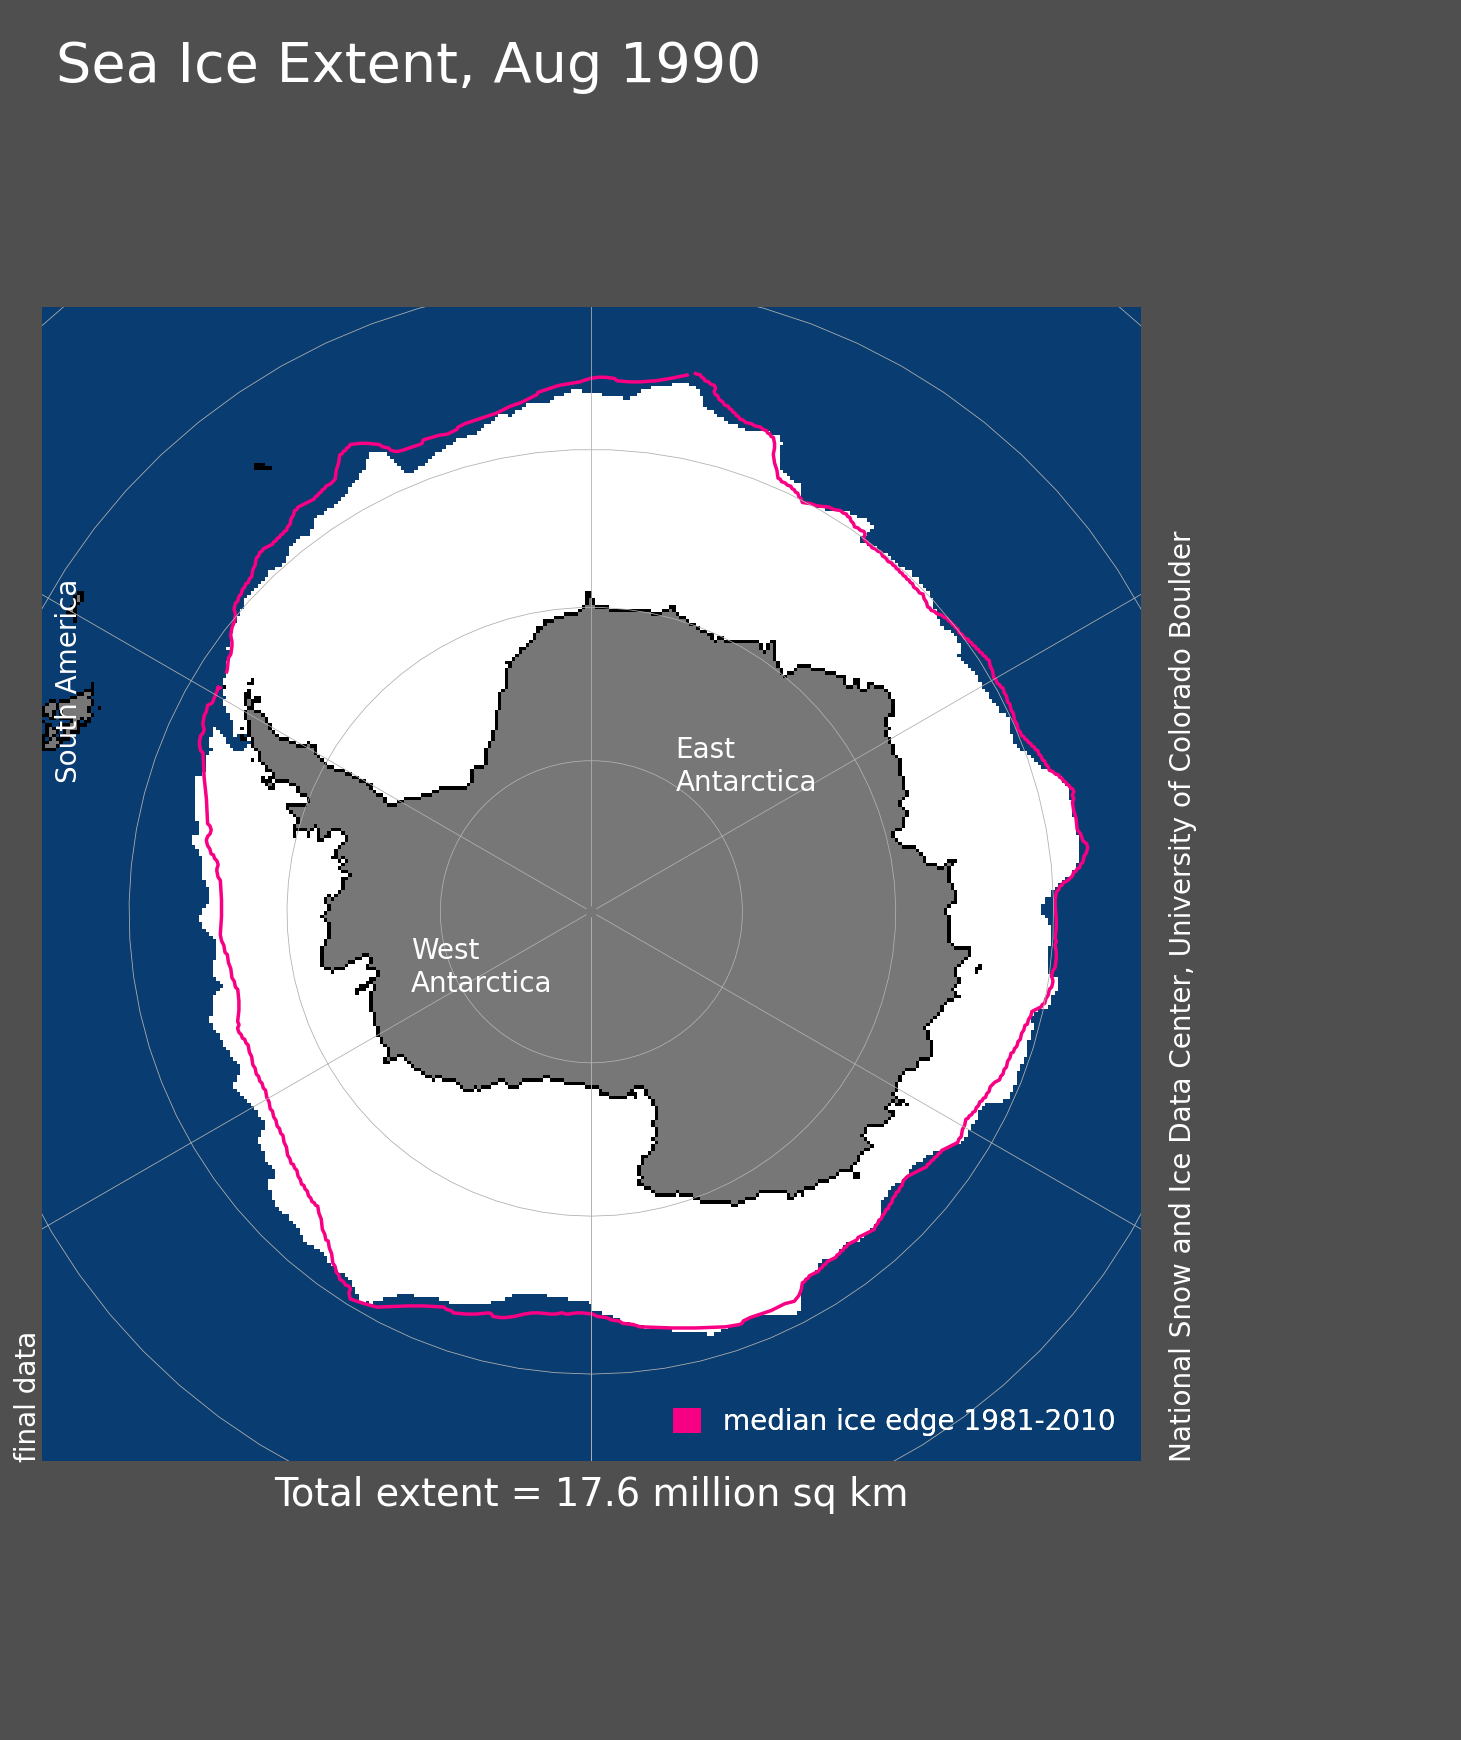 Sea Ice Extent, Aug 1990
South America
East
Antarctica
West
Antarctica
median ice edge 1981-2010
final data
National Snow and Ice Data Center, University of Colorado Boulder
Total extent = 17.6 million sq km